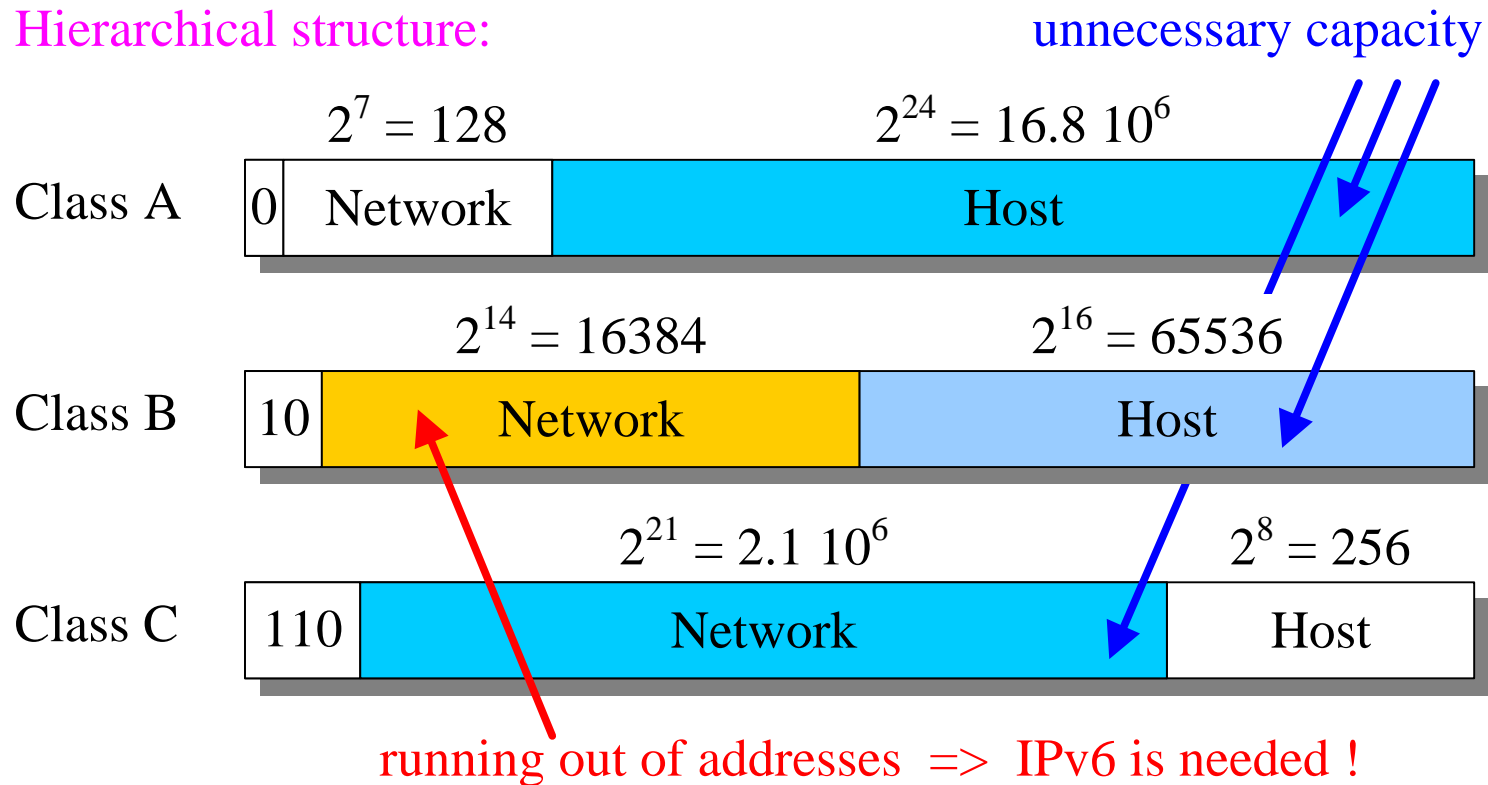 Hierarchical structure: unnecessary capacity
2^7 = 128 2^24 = 16.8 10^6
Class A 0 Network Host
2^14 = 16384 2^16 = 65536
Class B 10 Network Host
2^21 = 2.1 10^6 2^8 = 256
Class C 110 Network Host
running out of addresses => IPv6 is needed !